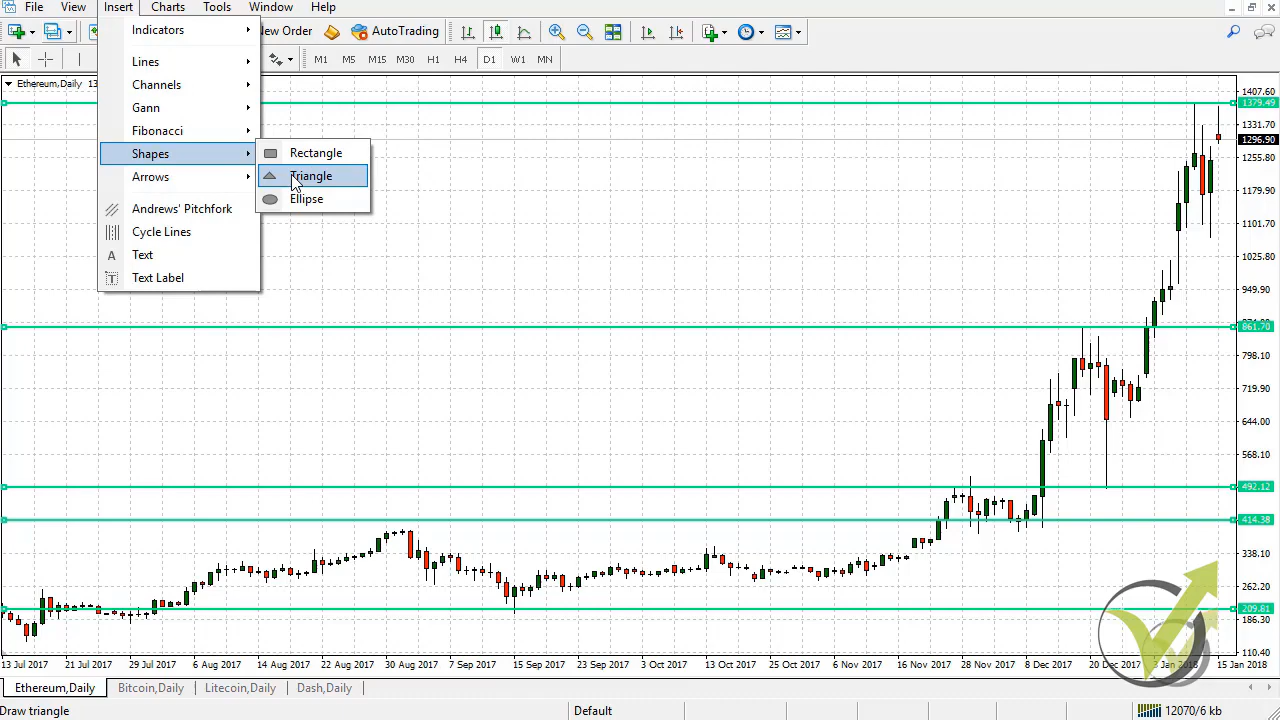 File View Insert Charts Tools Window Help
New Order AutoTrading
M1 M5 M15 M30 H1 H4 D1 W1 MN
Ethereum,Daily
Indicators
Lines
Channels
Gann
Fibonacci
Shapes
Arrows
Andrews' Pitchfork
Cycle Lines
Text
Text Label
Rectangle
Triangle
Ellipse
1407.60
1379.49
1331.70
1296.90
1255.80
1179.90
1101.70
1025.80
949.90
861.70
798.10
719.90
644.00
568.10
492.12
414.38
338.10
262.20
209.81
186.30
110.40
13 Jul 2017 21 Jul 2017 29 Jul 2017 6 Aug 2017 14 Aug 2017 22 Aug 2017 30 Aug 2017 7 Sep 2017 15 Sep 2017 23 Sep 2017 3 Oct 2017 13 Oct 2017 25 Oct 2017 6 Nov 2017 16 Nov 2017 28 Nov 2017 8 Dec 2017 20 Dec 2017 3 Jan 2018 15 Jan 2018
Ethereum,Daily Bitcoin,Daily Litecoin,Daily Dash,Daily
Draw triangle Default 12070/6 kb